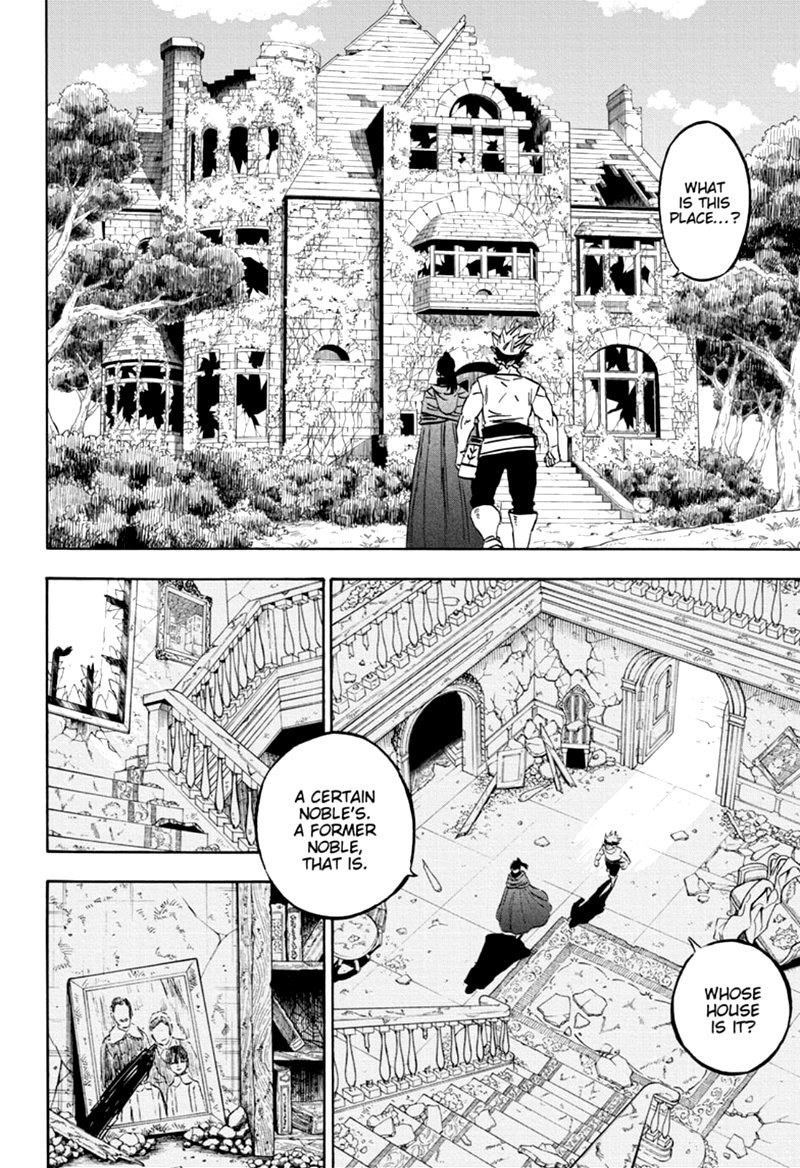 WHAT
IS THIS
PLACE...?
WHOSE
HOUSE
IS IT?
A CERTAIN
NOBLE'S.
A FORMER
NOBLE,
THAT IS.